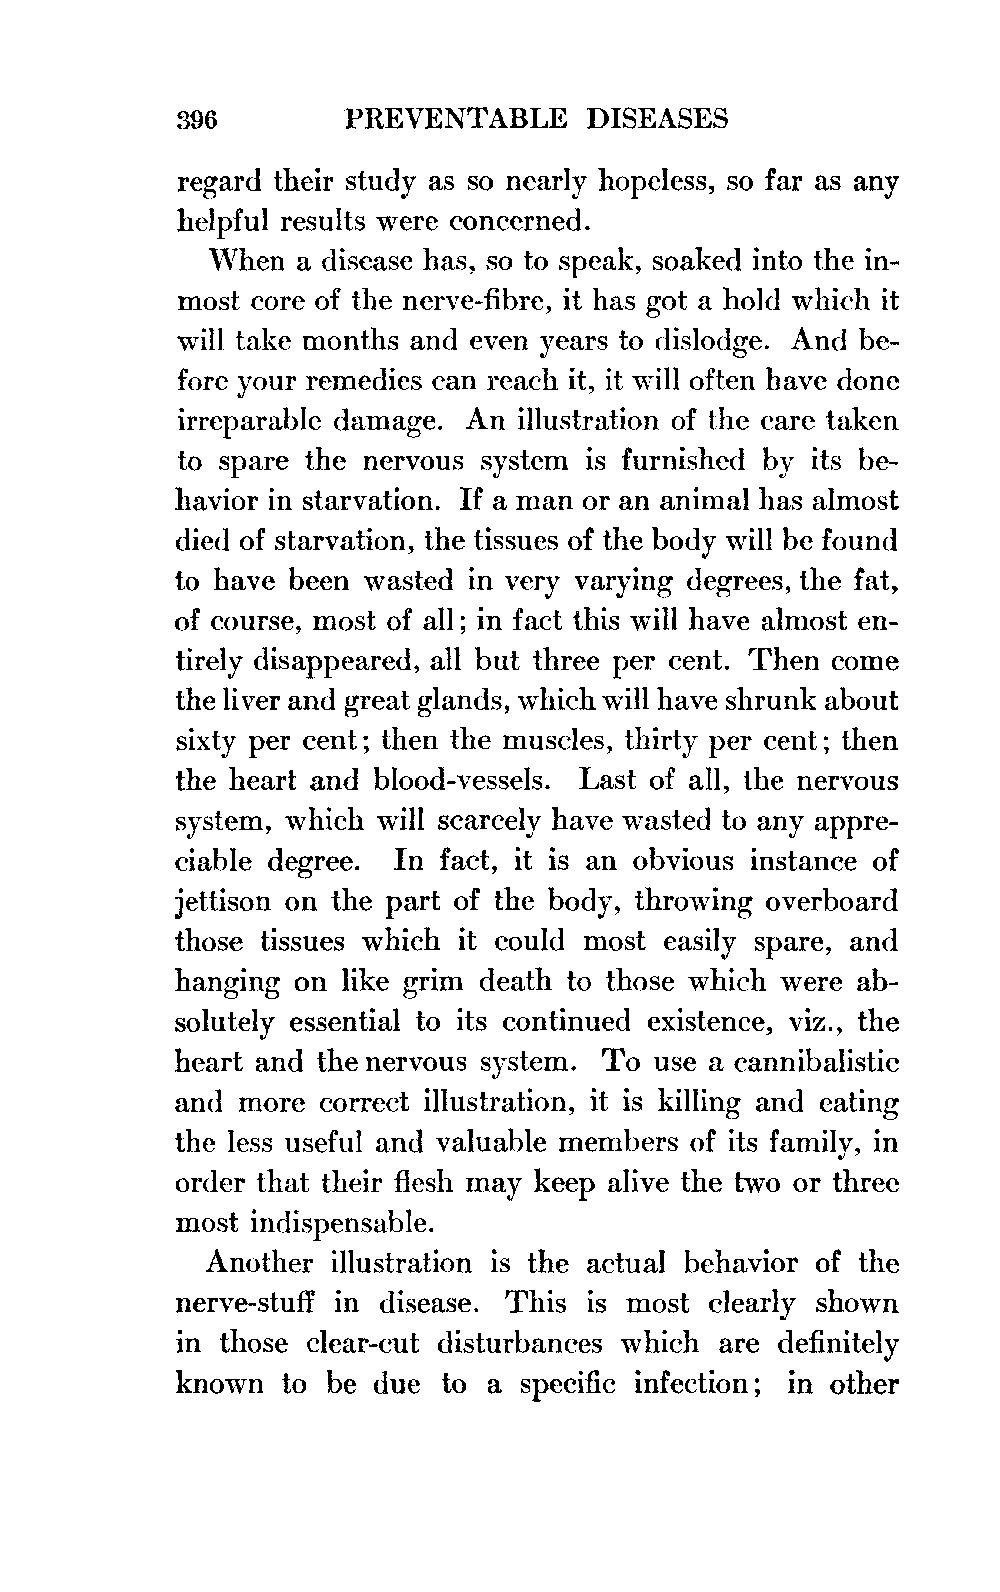 396 PREVENTABLE DISEASES
regard their study as so nearly hopeless, so far as any
helpful results were concerned.
When a disease has, so to speak, soaked into the in-
most core of the nerve-fibre, it has got a hold which it
will take months and even years to dislodge. And be-
fore your remedies can reach it, it will often have done
irreparable damage. An illustration of the care taken
to spare the nervous system is furnished by its be-
havior in starvation. If a man or an animal has almost
died of starvation, the tissues of the body will be found
to have been wasted in very varying degrees, the fat,
of course, most of all; in fact this will have almost en-
tirely disappeared, all but three per cent. Then come
the liver and great glands, which will have shrunk about
sixty per cent; then the muscles, thirty per cent; then
the heart and blood-vessels. Last of all, the nervous
system, which will scarcely have wasted to any appre-
ciable degree. In fact, it is an obvious instance of
jettison on the part of the body, throwing overboard
those tissues which it could most easily spare, and
hanging on like grim death to those which were ab-
solutely essential to its continued existence, viz., the
heart and the nervous system. To use a cannibalistic
and more correct illustration, it is killing and eating
the less useful and valuable members of its family, in
order that their flesh may keep alive the two or three
most indispensable.
Another illustration is the actual behavior of the
nerve-stuff in disease. This is most clearly shown
in those clear-cut disturbances which are definitely
known to be due to a specific infection; in other